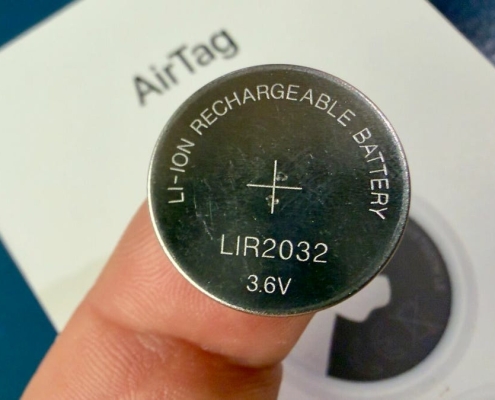 AirTag
LI-ION RECHARGEABLE BATTERY
+
LIR2032
3.6V